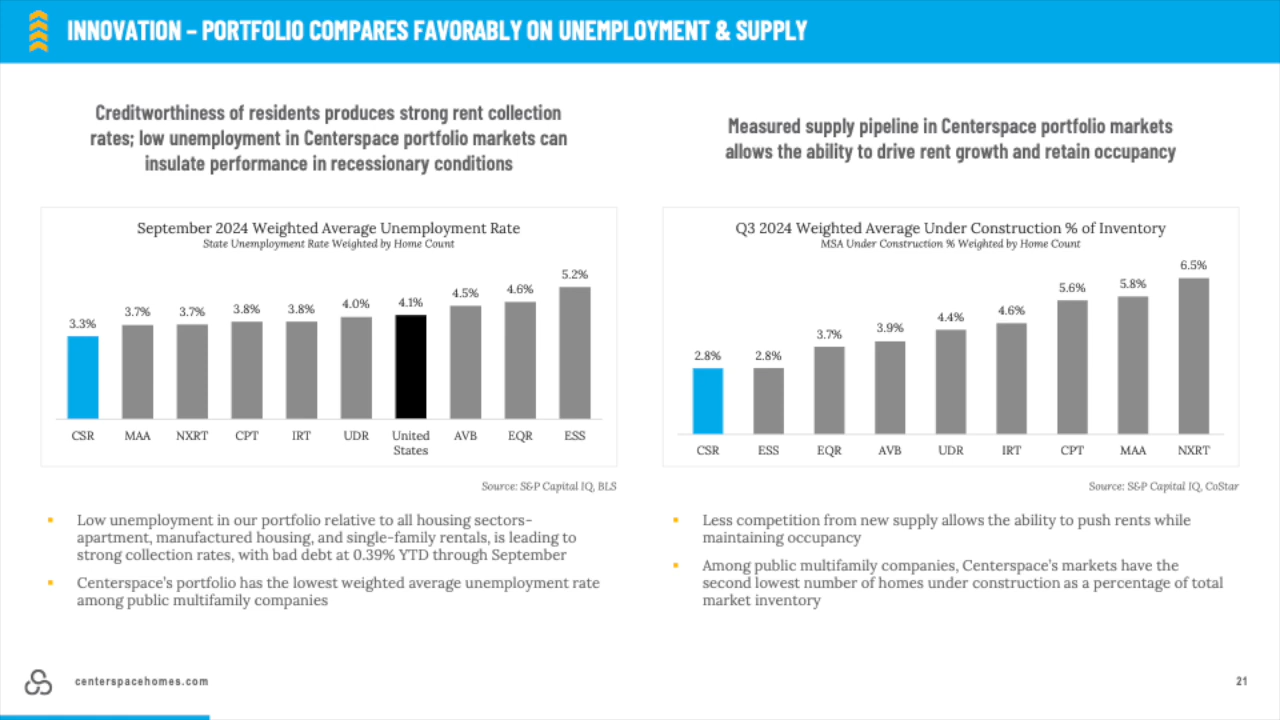 INNOVATION – PORTFOLIO COMPARES FAVORABLY ON UNEMPLOYMENT & SUPPLY
Creditworthiness of residents produces strong rent collection
rates; low unemployment in Centerspace portfolio markets can
insulate performance in recessionary conditions
September 2024 Weighted Average Unemployment Rate
State Unemployment Rate Weighted by Home Count
3.3% 3.7% 3.7% 3.8% 3.8% 4.0% 4.1% 4.5% 4.6% 5.2%
CSR MAA NXRT CPT IRT UDR United AVB EQR ESS
States
Source: S&P Capital IQ, BLS
▪ Low unemployment in our portfolio relative to all housing sectors-
apartment, manufactured housing, and single-family rentals, is leading to
strong collection rates, with bad debt at 0.39% YTD through September
▪ Centerspace's portfolio has the lowest weighted average unemployment rate
among public multifamily companies
Measured supply pipeline in Centerspace portfolio markets
allows the ability to drive rent growth and retain occupancy
Q3 2024 Weighted Average Under Construction % of Inventory
MSA Under Construction % Weighted by Home Count
2.8% 2.8% 3.7% 3.9% 4.4% 4.6% 5.6% 5.8% 6.5%
CSR ESS EQR AVB UDR IRT CPT MAA NXRT
Source: S&P Capital IQ, CoStar
▪ Less competition from new supply allows the ability to push rents while
maintaining occupancy
▪ Among public multifamily companies, Centerspace's markets have the
second lowest number of homes under construction as a percentage of total
market inventory
centerspacehomes.com
21